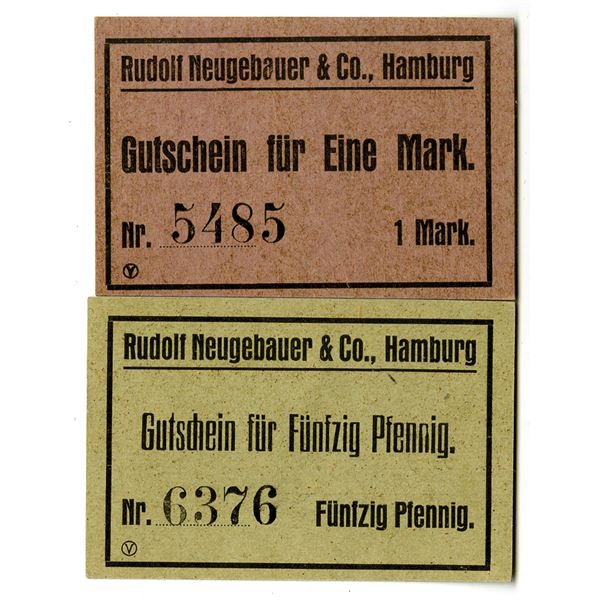 Rudolf Neugebauer & Co., Hamburg
Gutschein für Eine Mark.
Nr. 5485 1 Mark.
V
Rudolf Neugebauer & Co., Hamburg
Gutschein für Fünfzig Pfennig.
Nr. 6376 Fünfzig Pfennig.
V